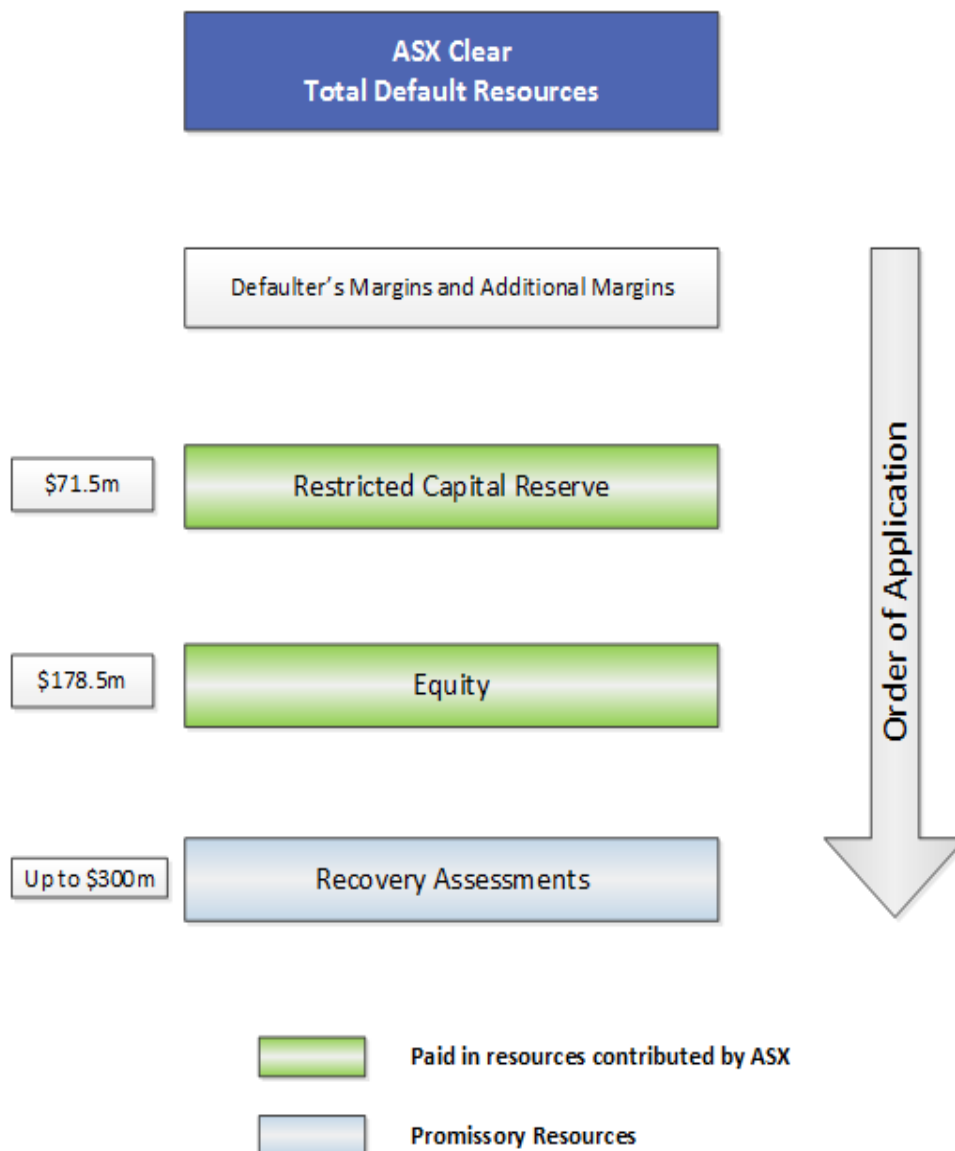 ASX Clear
Total Default Resources
Defaulter's Margins and Additional Margins
$71.5m
Restricted Capital Reserve
$178.5m
Equity
Up to $300m
Recovery Assessments
Order of Application
Paid in resources contributed by ASX
Promissory Resources